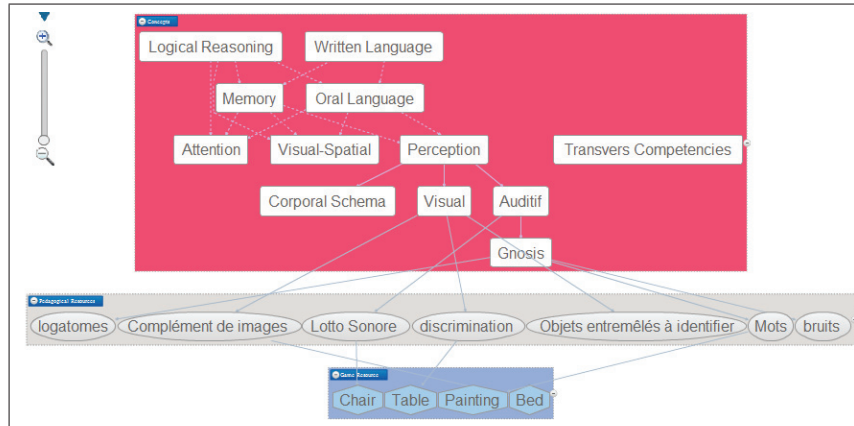 Concepts
Logical Reasoning Written Language
Memory Oral Language
Attention Visual-Spatial Perception Transvers Competencies
Corporal Schema Visual Auditif
Gnosis
Pedagogical Resources
logatomes Complément de images Lotto Sonore discrimination Objets entremêlés à identifier Mots bruits
Game Resource
Chair Table Painting Bed